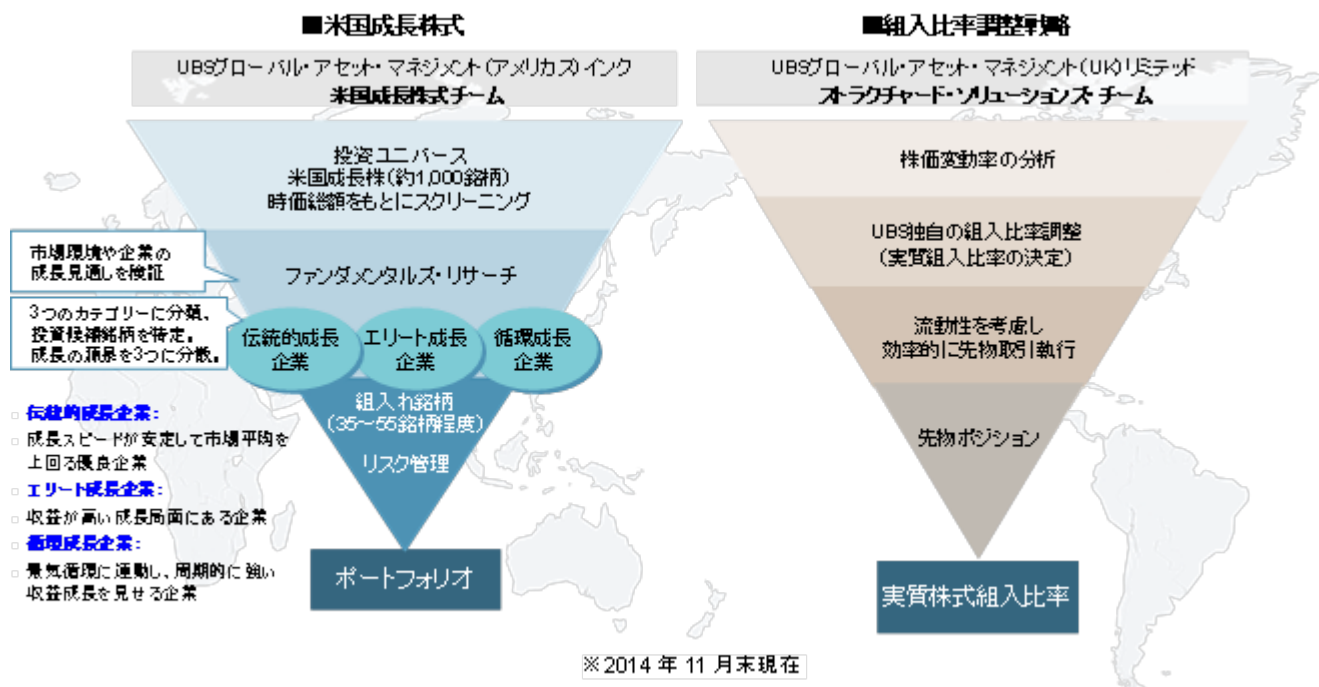 ■米国成長株式
UBSグローバル・アセット・マネジメント(アメリカス)インク
米国成長株式チーム
投資ユニバース
米国成長株(約1,000銘柄)
時価総額をもとにスクリーニング
市場環境や企業の
成長見通しを検証
ファンダメンタルズ・リサーチ
3つのカテゴリーに分類、
投資候補銘柄を特定。
成長の源泉を3つに分散。
伝統的成長
企業
エリート成長
企業
循環成長
企業
組入れ銘柄
(35~55銘柄程度)
リスク管理
伝統的成長企業:
成長スピードが安定して市場平均を
上回る優良企業
エリート成長企業:
収益が高い成長局面にある企業
循環成長企業:
景気循環に連動し、周期的に強い
収益成長を見せる企業
ポートフォリオ
■組入比率調整戦略
UBSグローバル・アセット・マネジメント(UK)リミテッド
ストラクチャード・ソリューションズ・チーム
株価変動率の分析
UBS独自の組入比率調整
(実質組入比率の決定)
流動性を考慮し
効率的に先物取引執行
先物ポジション
実質株式組入比率
※2014 年 11 月末現在